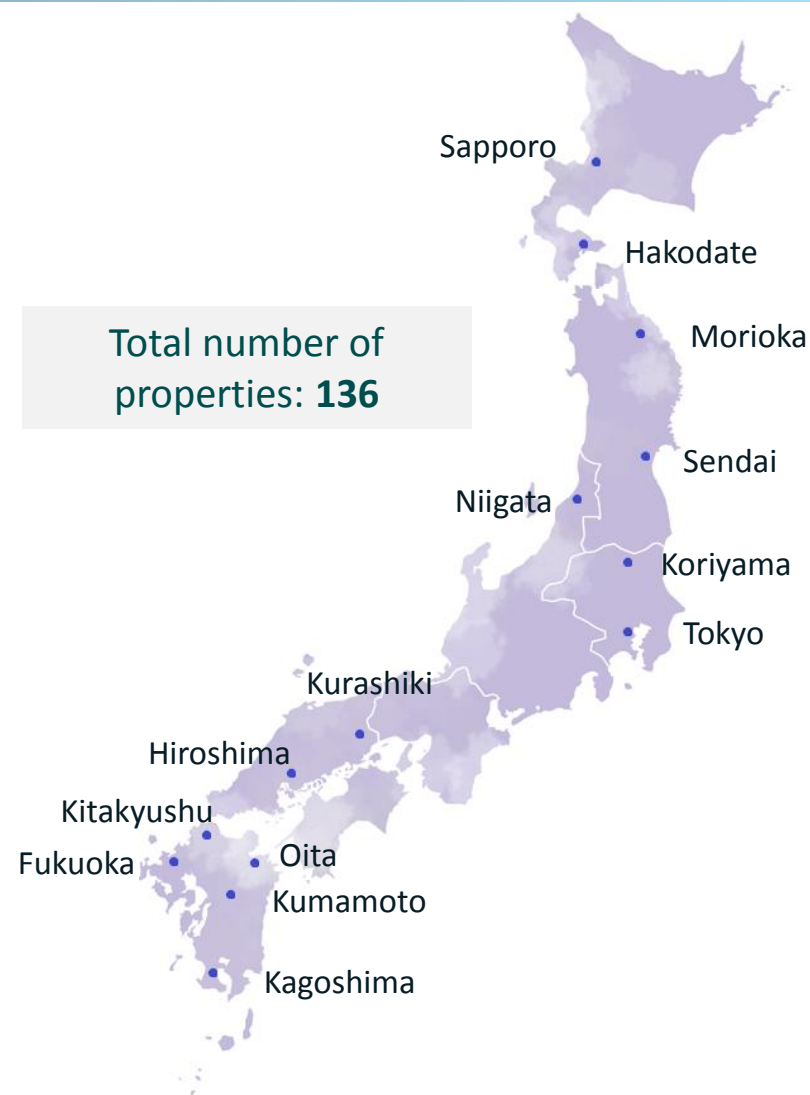 Sapporo
Hakodate
Total number of
properties: 136
Morioka
Sendai
Niigata
Koriyama
Tokyo
Kurashiki
Hiroshima
Kitakyushu
Fukuoka
Oita
Kumamoto
Kagoshima